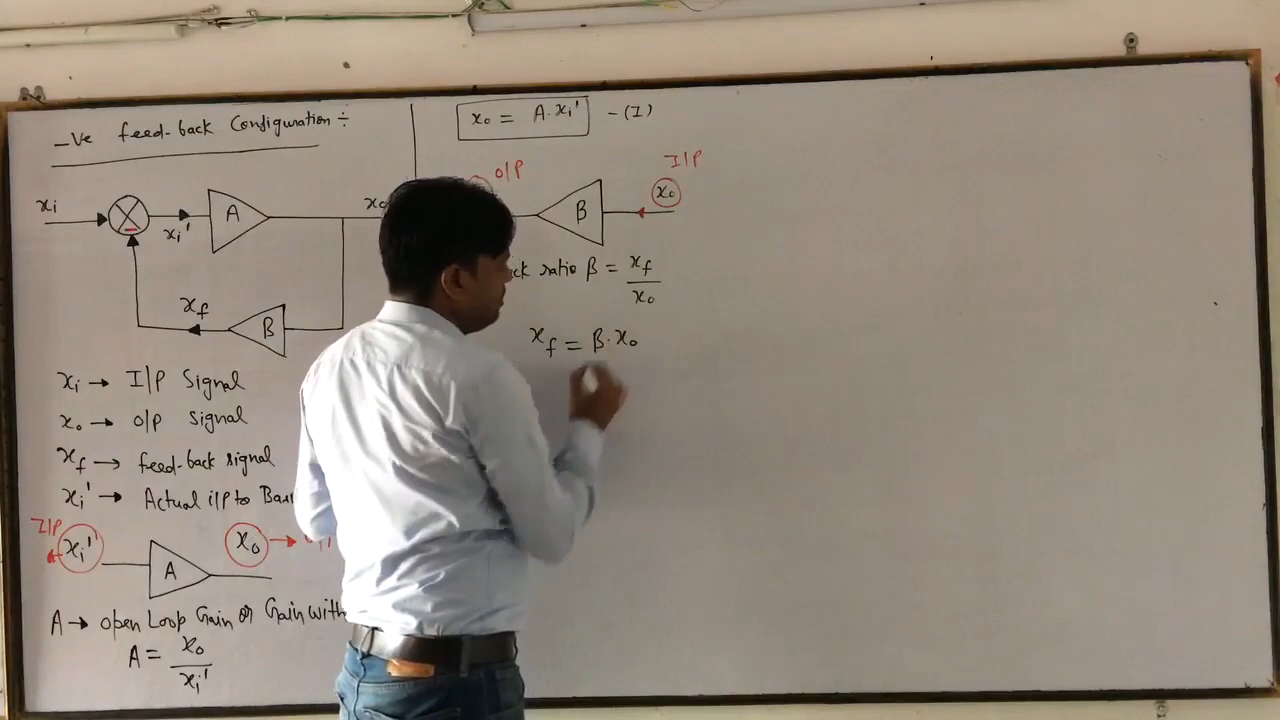 -Ve feed-back Configuration ÷
xi
xi'
A
xo
xf
β
xi → I/P Signal
xo → O/P Signal
xf → feed-back signal
xi' → Actual i/p to
I/P
xi'
A
xo
A → open Loop Gain or Gain
A = xo / xi'
xo = A.xi' - (I)
O/P
β
I/P
xo
ratio β = xf / xo
xf = β.xo